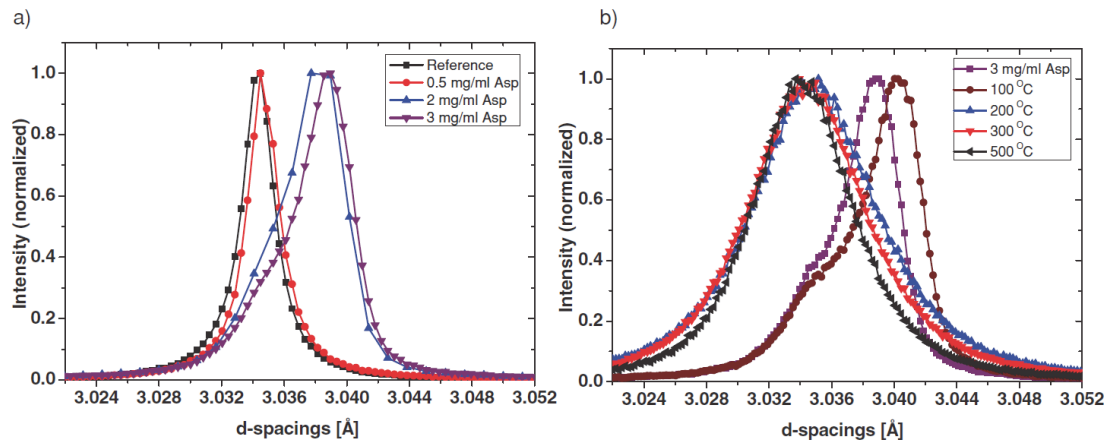 a)
Intensity (normalized)
1.0
0.8
0.6
0.4
0.2
0.0
3.024 3.028 3.032 3.036 3.040 3.044 3.048 3.052
d-spacings [Å]
Reference
0.5 mg/ml Asp
2 mg/ml Asp
3 mg/ml Asp
b)
Intensity (normalized)
1.0
0.8
0.6
0.4
0.2
0.0
3.024 3.028 3.032 3.036 3.040 3.044 3.048 3.052
d-spacings [Å]
3 mg/ml Asp
100 °C
200 °C
300 °C
500 °C